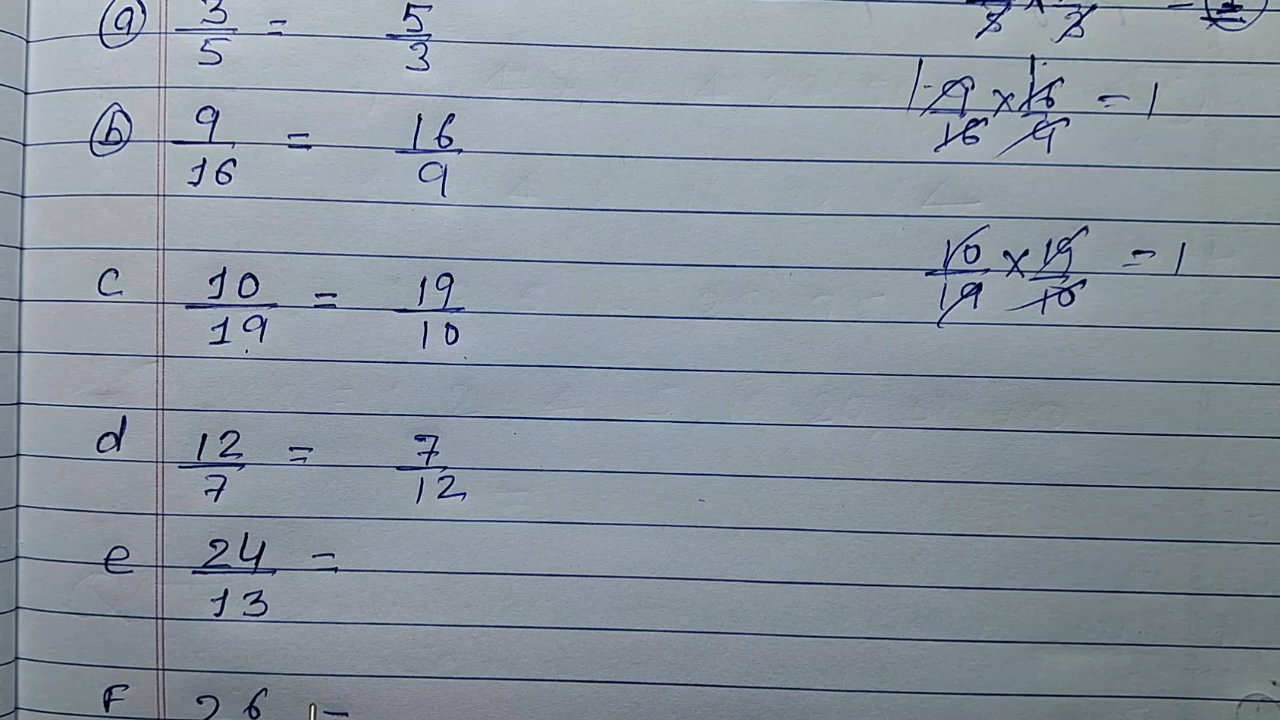 (a) 3/5 = 5/3
(b) 9/16 = 16/9
1 9/16 × 1 16/9 = 1
c 10/19 = 19/10
10/19 × 19/10 = 1
d 12/7 = 7/12
e 24/13 =
F 26 =